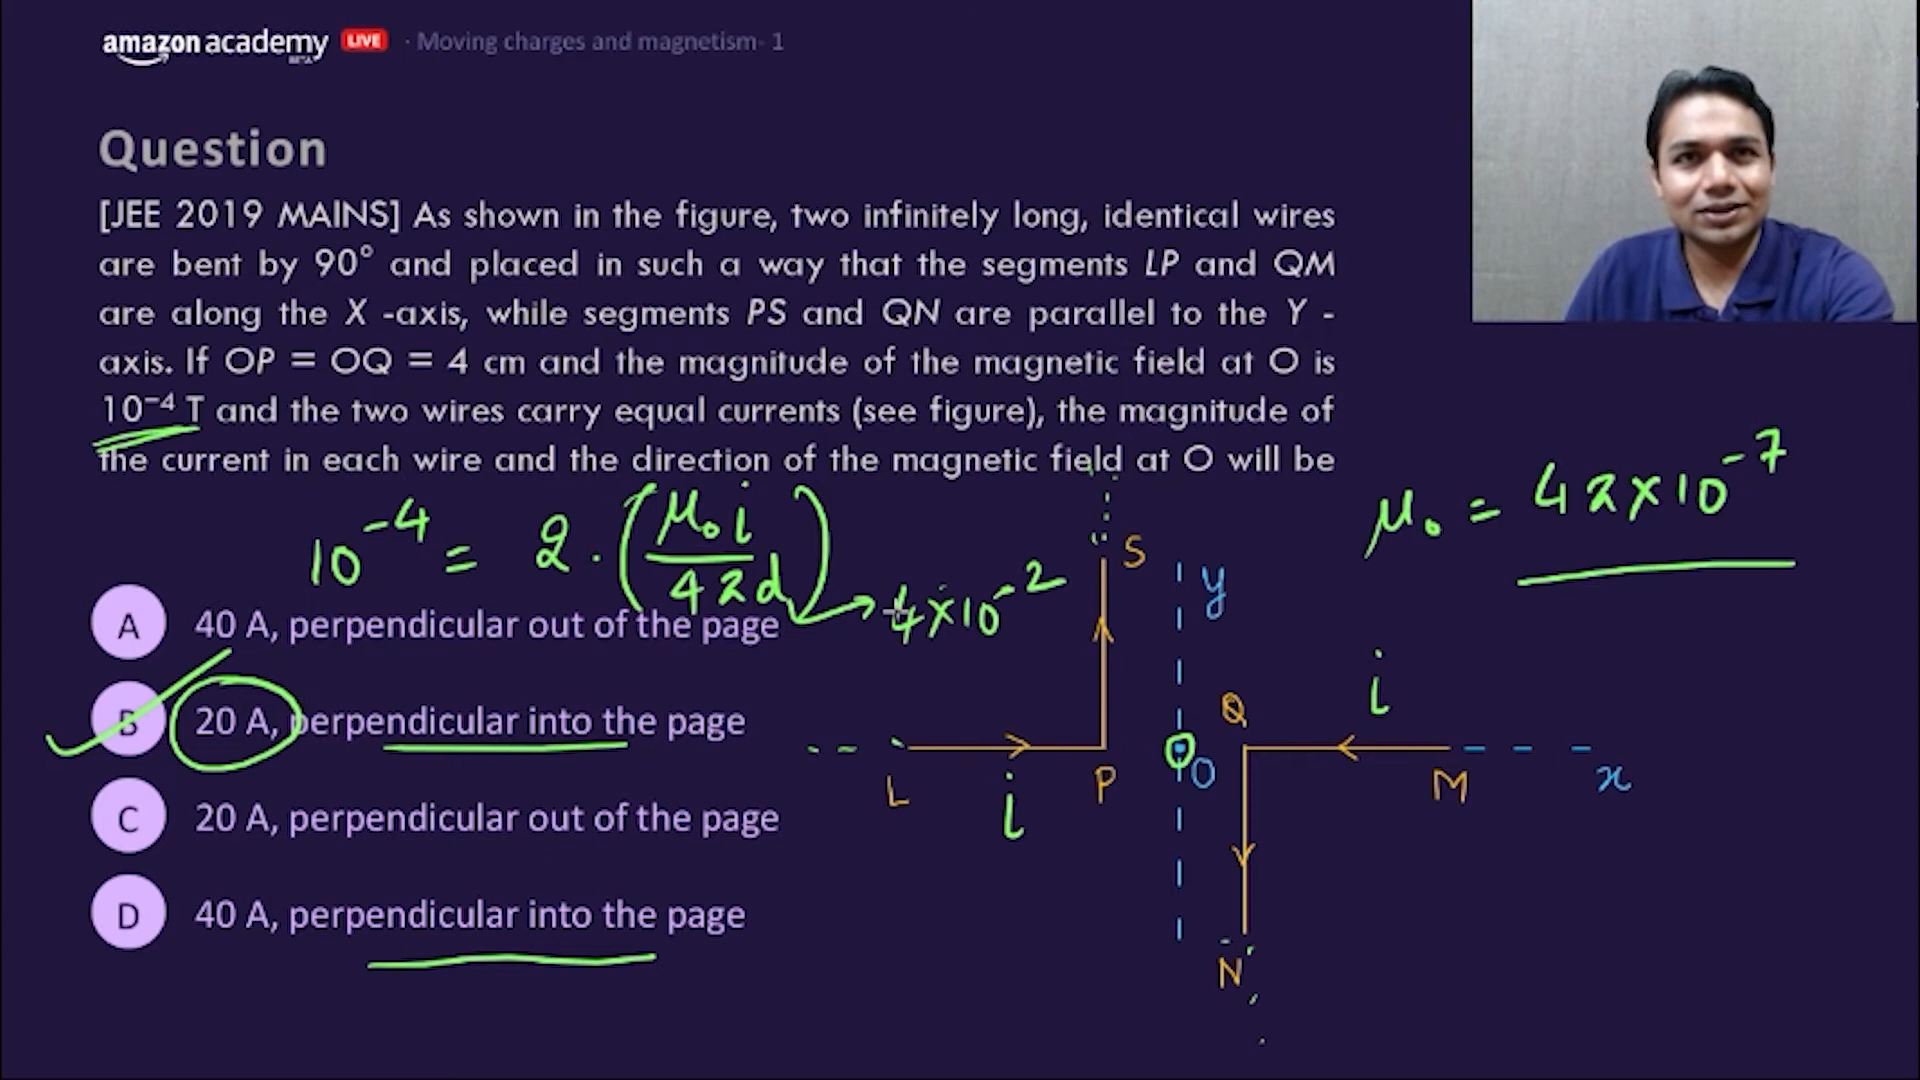 amazon academy LIVE · Moving charges and magnetism- 1
BETA
Question
[JEE 2019 MAINS] As shown in the figure, two infinitely long, identical wires
are bent by 90° and placed in such a way that the segments LP and QM
are along the X -axis, while segments PS and QN are parallel to the Y -
axis. If OP = OQ = 4 cm and the magnitude of the magnetic field at O is
10⁻⁴ T and the two wires carry equal currents (see figure), the magnitude of
the current in each wire and the direction of the magnetic field at O will be
μ₀ = 4π×10⁻⁷
10⁻⁴ = 2 · (μ₀i / 4πd)
4×10⁻²
A 40 A, perpendicular out of the page
B 20 A, perpendicular into the page
C 20 A, perpendicular out of the page
D 40 A, perpendicular into the page
S
y
i
Q
L
P
O
M
x
i
N